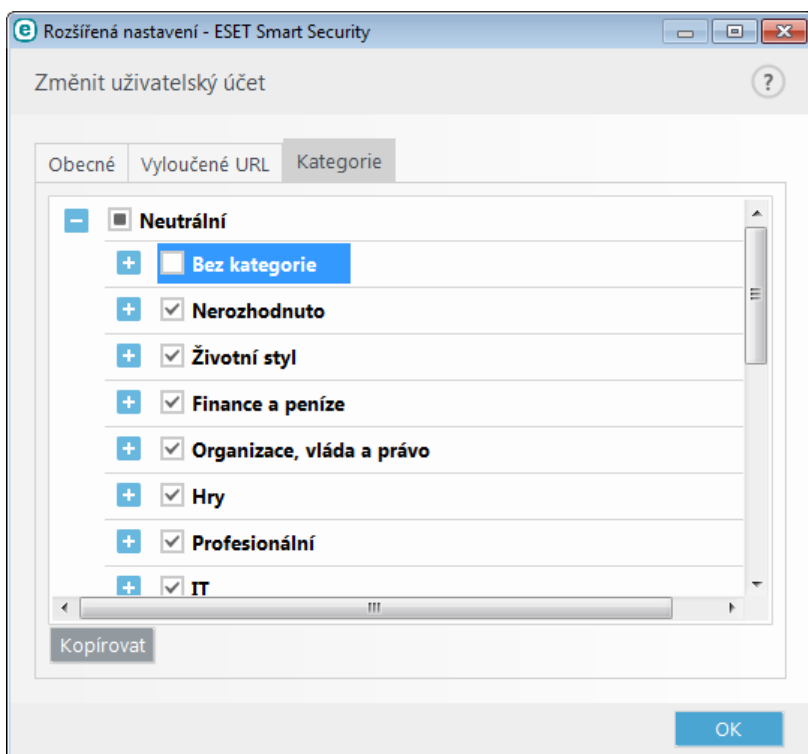 Rozšířená nastavení - ESET Smart Security
Změnit uživatelský účet
?
Obecné Vyloučené URL Kategorie
Neutrální
Bez kategorie
Nerozhodnuto
Životní styl
Finance a peníze
Organizace, vláda a právo
Hry
Profesionální
IT
Kopírovat
OK